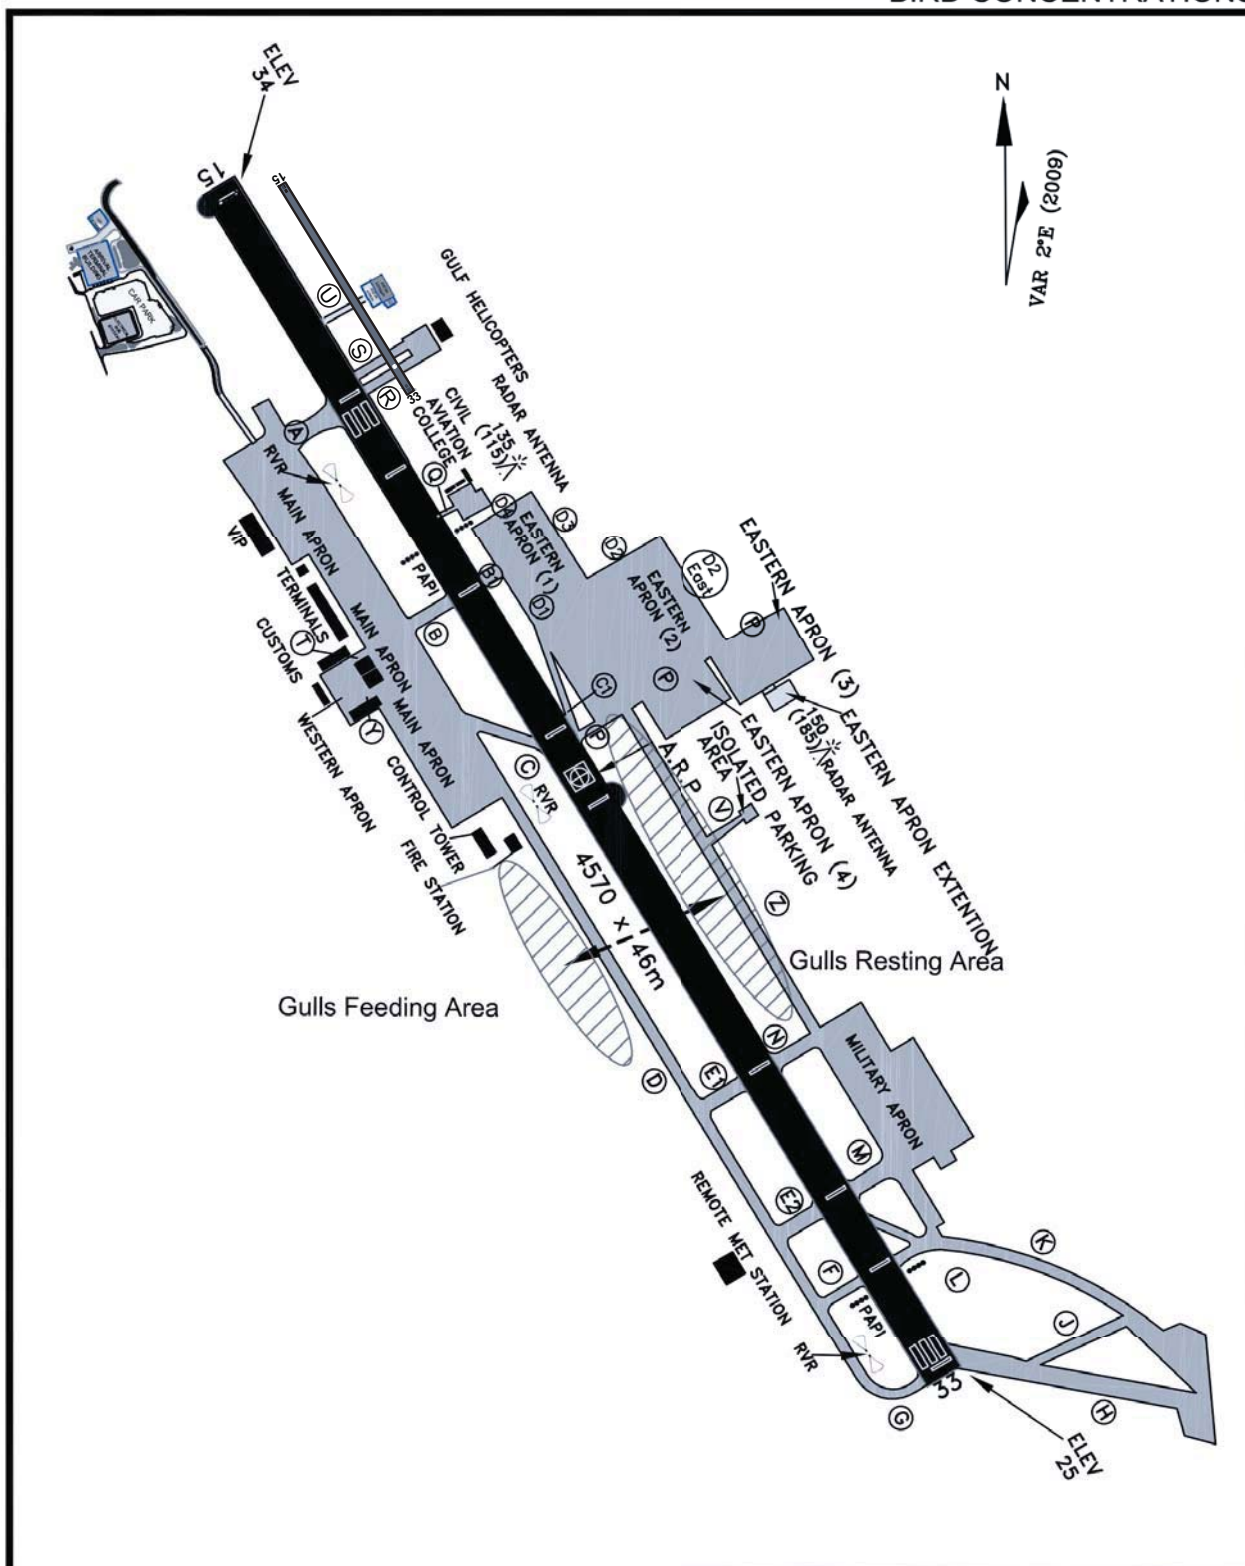 ELEV
34
N
VAR 2°E (2009)
15
15
ARRIVAL
TERMINAL
BUILDING
CAR PARK
U
S
R
33
GULF HELICOPTERS
CIVIL
AVIATION
COLLEGE
RADAR ANTENNA
135
(115)
A
RVR
MAIN APRON
Q
D4
EASTERN
APRON (1)
D3
D2
D2
East
EASTERN
APRON (2)
EASTERN APRON (3)
P
VIP
TERMINALS
CUSTOMS
T
MAIN APRON
PAPI
B1
B
D1
C1
P
P
150
(185)
RADAR ANTENNA
EASTERN APRON EXTENTION
EASTERN APRON (4)
ISOLATED
PARKING
AREA
A.R.P
V
WESTERN APRON
Y
MAIN APRON
CONTROL TOWER
FIRE STATION
C
RVR
4570 x 46m
Z
Gulls Resting Area
Gulls Feeding Area
N
D
E1
MILITARY APRON
M
E2
REMOTE MET STATION
F
K
L
J
PAPI
RVR
33
G
H
ELEV
25